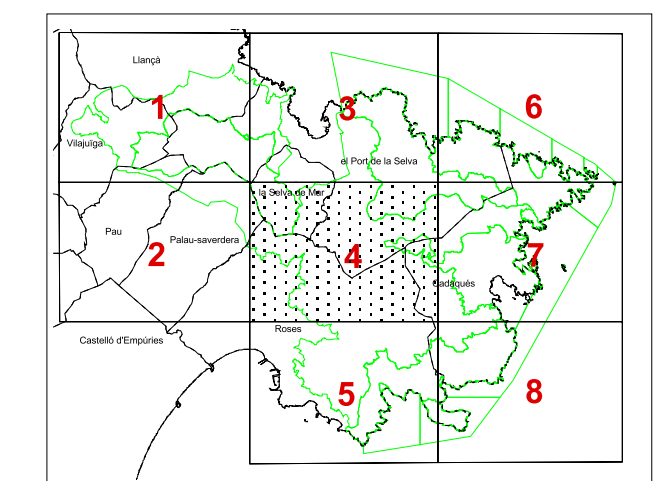 Llançà
1
3
6
Vilajuïga
el Port de la Selva
la Selva de Mar
Pau
Palau-saverdera
2
4
7
Cadaquès
Roses
Castelló d'Empúries
5
8